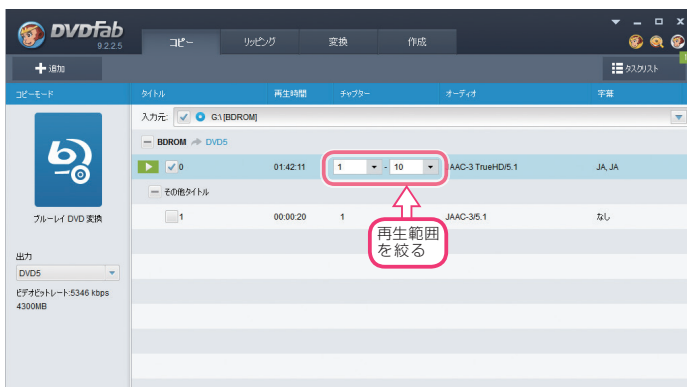 DVDFab
9.2.2.5
コピー リッピング 変換 作成
追加 タスクリスト
コピーモード タイトル 再生時間 チャプター オーディオ 字幕
入力元: G:\[BDROM]
BDROM DVD5
0 01:42:11 1 - 10 JAAC-3 TrueHD/5.1 JA, JA
その他タイトル
1 00:00:20 1 JAAC-3/5.1 なし
再生範囲
を絞る
ブルーレイ DVD 変換
出力
DVD5
ビデオビットレート:5346 kbps
4300MB